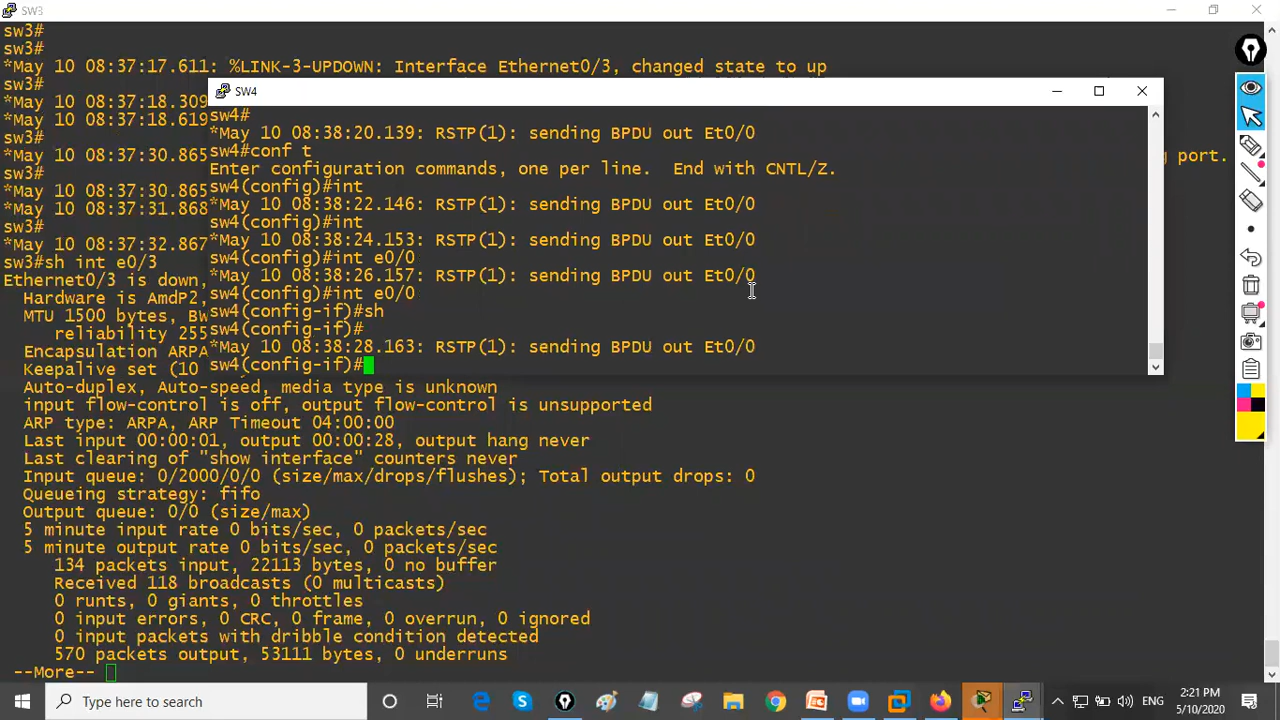 SW3
sw3#
sw3#
*May 10 08:37:17.611: %LINK-3-UPDOWN: Interface Ethernet0/3, changed state to up
sw3#
*May 10 08:37:18.309
*May 10 08:37:18.619
sw3#
*May 10 08:37:30.865
g port.
sw3#
*May 10 08:37:30.865
*May 10 08:37:31.868
sw3#
*May 10 08:37:32.867
sw3#sh int e0/3
Ethernet0/3 is down,
Hardware is AmdP2,
MTU 1500 bytes, BW
reliability 255
Encapsulation ARPA
Keepalive set (10
Auto-duplex, Auto-speed, media type is unknown
input flow-control is off, output flow-control is unsupported
ARP type: ARPA, ARP Timeout 04:00:00
Last input 00:00:01, output 00:00:28, output hang never
Last clearing of "show interface" counters never
Input queue: 0/2000/0/0 (size/max/drops/flushes); Total output drops: 0
Queueing strategy: fifo
Output queue: 0/0 (size/max)
5 minute input rate 0 bits/sec, 0 packets/sec
5 minute output rate 0 bits/sec, 0 packets/sec
134 packets input, 22113 bytes, 0 no buffer
Received 118 broadcasts (0 multicasts)
0 runts, 0 giants, 0 throttles
0 input errors, 0 CRC, 0 frame, 0 overrun, 0 ignored
0 input packets with dribble condition detected
570 packets output, 53111 bytes, 0 underruns
--More--
SW4
sw4#
*May 10 08:38:20.139: RSTP(1): sending BPDU out Et0/0
sw4#conf t
Enter configuration commands, one per line. End with CNTL/Z.
sw4(config)#int
*May 10 08:38:22.146: RSTP(1): sending BPDU out Et0/0
sw4(config)#int
*May 10 08:38:24.153: RSTP(1): sending BPDU out Et0/0
sw4(config)#int e0/0
*May 10 08:38:26.157: RSTP(1): sending BPDU out Et0/0
sw4(config)#int e0/0
sw4(config-if)#sh
sw4(config-if)#
*May 10 08:38:28.163: RSTP(1): sending BPDU out Et0/0
sw4(config-if)#
Type here to search
ENG
2:21 PM
5/10/2020